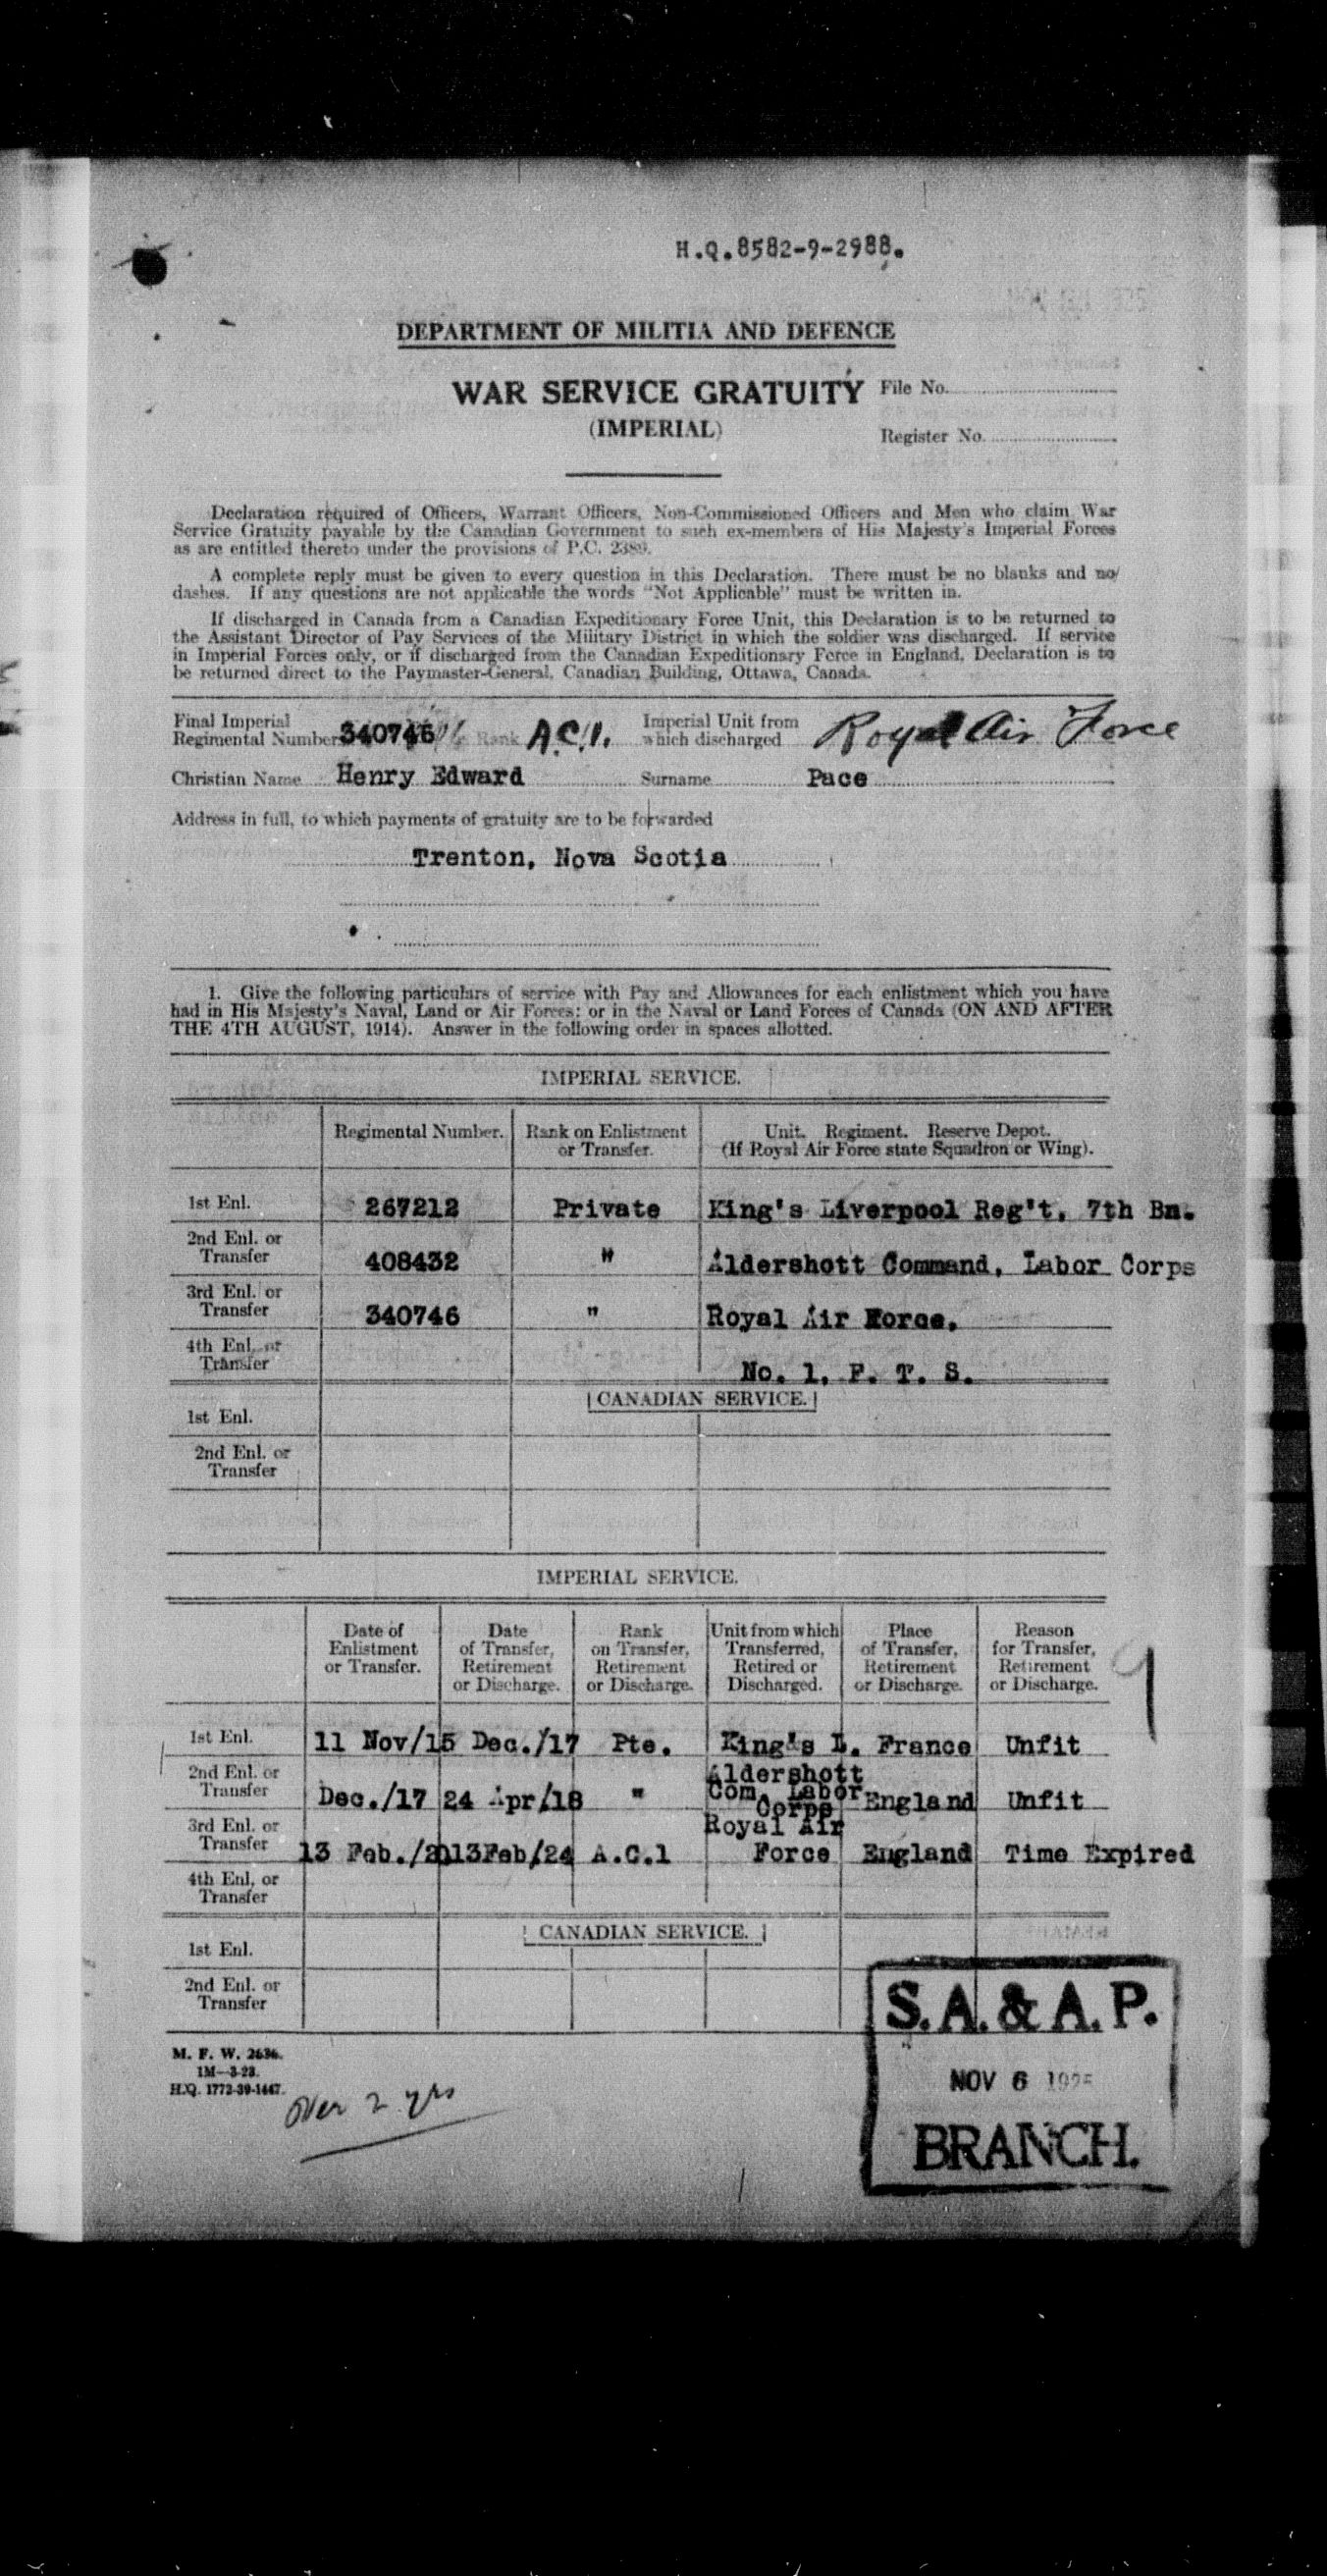 H.Q.8582-9-2988.
DEPARTMENT OF MILITIA AND DEFENCE
WAR SERVICE GRATUITY File No.
(IMPERIAL)
Register No.
Declaration required of Officers, Warrant Officers, Non-Commissioned Officers and Men who claim War
Service Gratuity payable by the Canadian Government to such ex-members of His Majesty's Imperial Forces
as are entitled thereto under the provisions of P.C. 2389.
A complete reply must be given to every question in this Declaration. There must be no blanks and no
dashes. If any questions are not applicable the words "Not Applicable" must be written in.
If discharged in Canada from a Canadian Expeditionary Force Unit, this Declaration is to be returned to
the Assistant Director of Pay Services of the Military District in which the soldier was discharged. If service
in Imperial Forces only, or if discharged from the Canadian Expeditionary Force in England, Declaration is to
be returned direct to the Paymaster-General, Canadian Building, Ottawa, Canada.
Final Imperial Regimental Number 340746 Rank A.C.1. Imperial Unit from which discharged Royal Air Force
Christian Name Henry Edward Surname Pace
Address in full, to which payments of gratuity are to be forwarded
Trenton, Nova Scotia
1. Give the following particulars of service with Pay and Allowances for each enlistment which you have
had in His Majesty's Naval, Land or Air Forces; or in the Naval or Land Forces of Canada (ON AND AFTER
THE 4TH AUGUST, 1914). Answer in the following order in spaces allotted.
IMPERIAL SERVICE.
Regimental Number. Rank on Enlistment or Transfer. Unit. Regiment. Reserve Depot. (If Royal Air Force state Squadron or Wing).
1st Enl. 267212 Private King's Liverpool Reg't. 7th Bn.
2nd Enl. or Transfer 408432 " Aldershott Command, Labor Corps
3rd Enl. or Transfer 340746 " Royal Air Force.
4th Enl. or Transfer No. 1. F. T. S.
CANADIAN SERVICE.
1st Enl.
2nd Enl. or Transfer
IMPERIAL SERVICE.
Date of Enlistment or Transfer. Date of Transfer, Retirement or Discharge. Rank on Transfer, Retirement or Discharge. Unit from which Transferred, Retired or Discharged. Place of Transfer, Retirement or Discharge. Reason for Transfer, Retirement or Discharge.
1st Enl. 11 Nov/15 Dec./17 Pte. King's L. France Unfit
2nd Enl. or Transfer Dec./17 24 Apr/18 " Aldershott Com. Labor Corps England Unfit
3rd Enl. or Transfer 13 Feb./20 13Feb/24 A.C.1 Royal Air Force England Time Expired
4th Enl, or Transfer
CANADIAN SERVICE.
1st Enl.
2nd Enl. or Transfer
S.A. & A.P.
NOV 6 1925
BRANCH.
M. F. W. 2636.
1M—3-23.
H.Q. 1772-39-1447.
Over 2 yrs